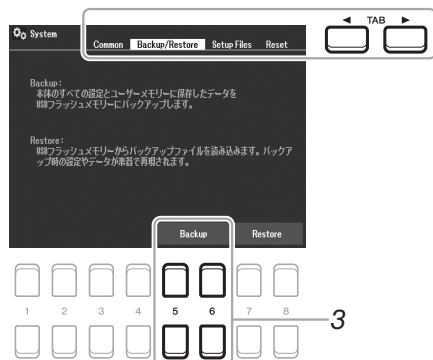 ◀ TAB ▶
System
Common Backup/Restore Setup Files Reset
Backup:
本体のすべての設定とユーザーメモリーに保存したデータを
USBフラッシュメモリーにバックアップします。
Restore:
USBフラッシュメモリーからバックアップファイルを読み込みます。バックア
ップ時の設定やデータが楽器で再現されます。
Backup Restore
1 2 3 4 5 6 7 8
3